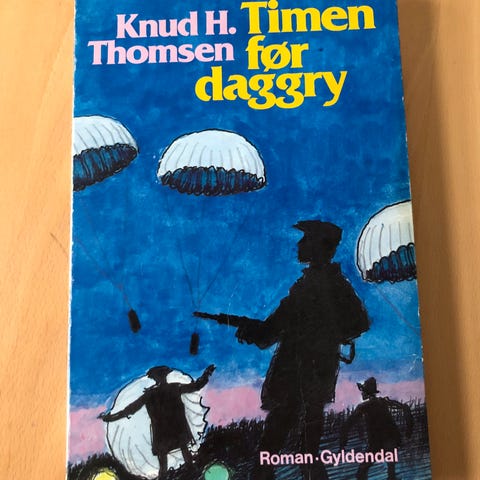 Knud H.
Thomsen
Timen
før
daggry
Roman·Gyldendal